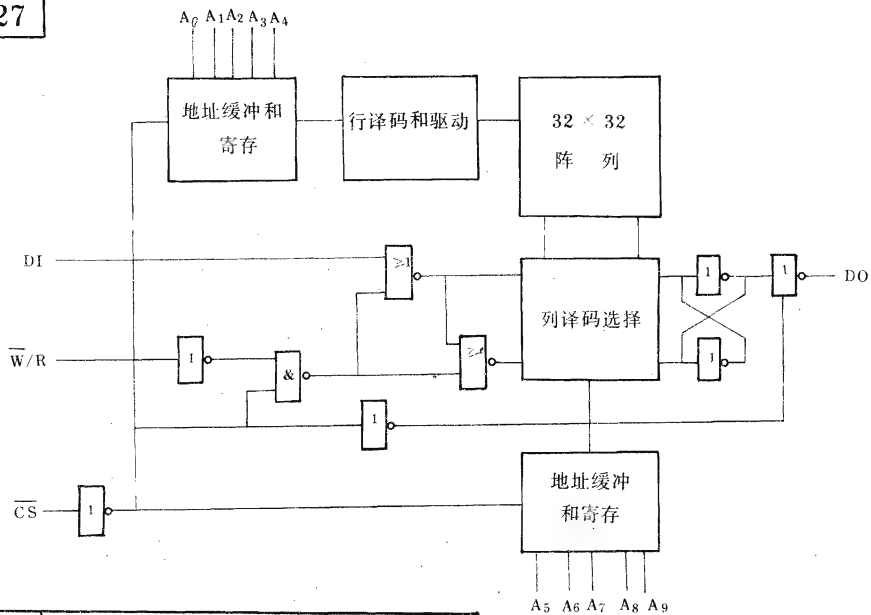 27
A₀ A₁ A₂ A₃ A₄
地址缓冲和
寄存
行译码和驱动
32 × 32
阵 列
DI
≥1
列译码选择
1
1
DO
1
W̅/R
1
&
1
C̅S̅
1
地址缓冲
和寄存
A₅ A₆ A₇ A₈ A₉